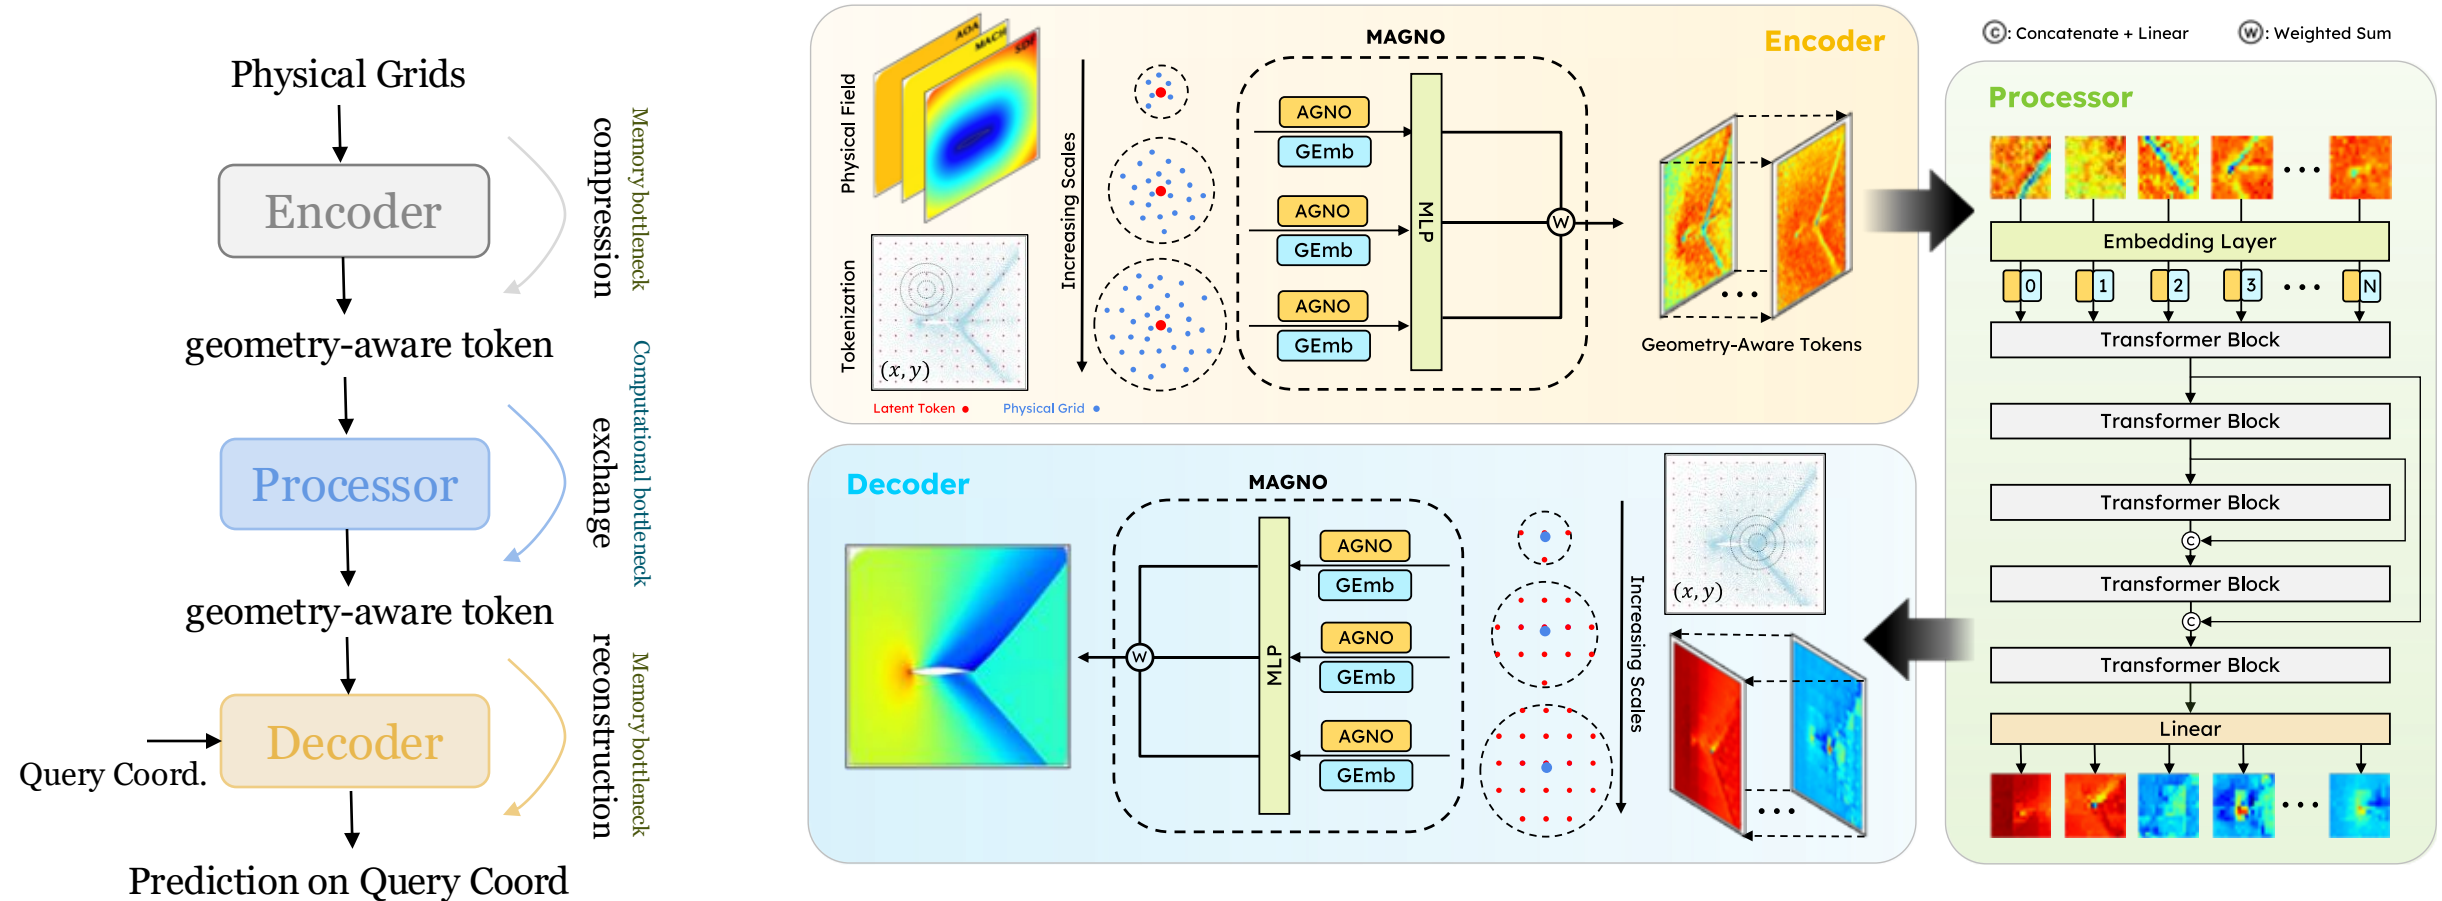 Physical Grids
Encoder
geometry-aware token
Processor
geometry-aware token
Decoder
Query Coord.
Prediction on Query Coord
compression
Memory bottleneck
exchange
Computational bottleneck
reconstruction
Memory bottleneck
Encoder
Physical Field
AOA
MACH
SDF
Tokenization
(x, y)
Latent Token
Physical Grid
Increasing Scales
MAGNO
AGNO
GEmb
AGNO
GEmb
AGNO
GEmb
MLP
W
Geometry-Aware Tokens
Decoder
MAGNO
W
MLP
AGNO
GEmb
AGNO
GEmb
AGNO
GEmb
Increasing Scales
(x, y)
C : Concatenate + Linear
W : Weighted Sum
Processor
Embedding Layer
0 1 2 3 N
Transformer Block
Transformer Block
Transformer Block
C
Transformer Block
C
Transformer Block
Linear